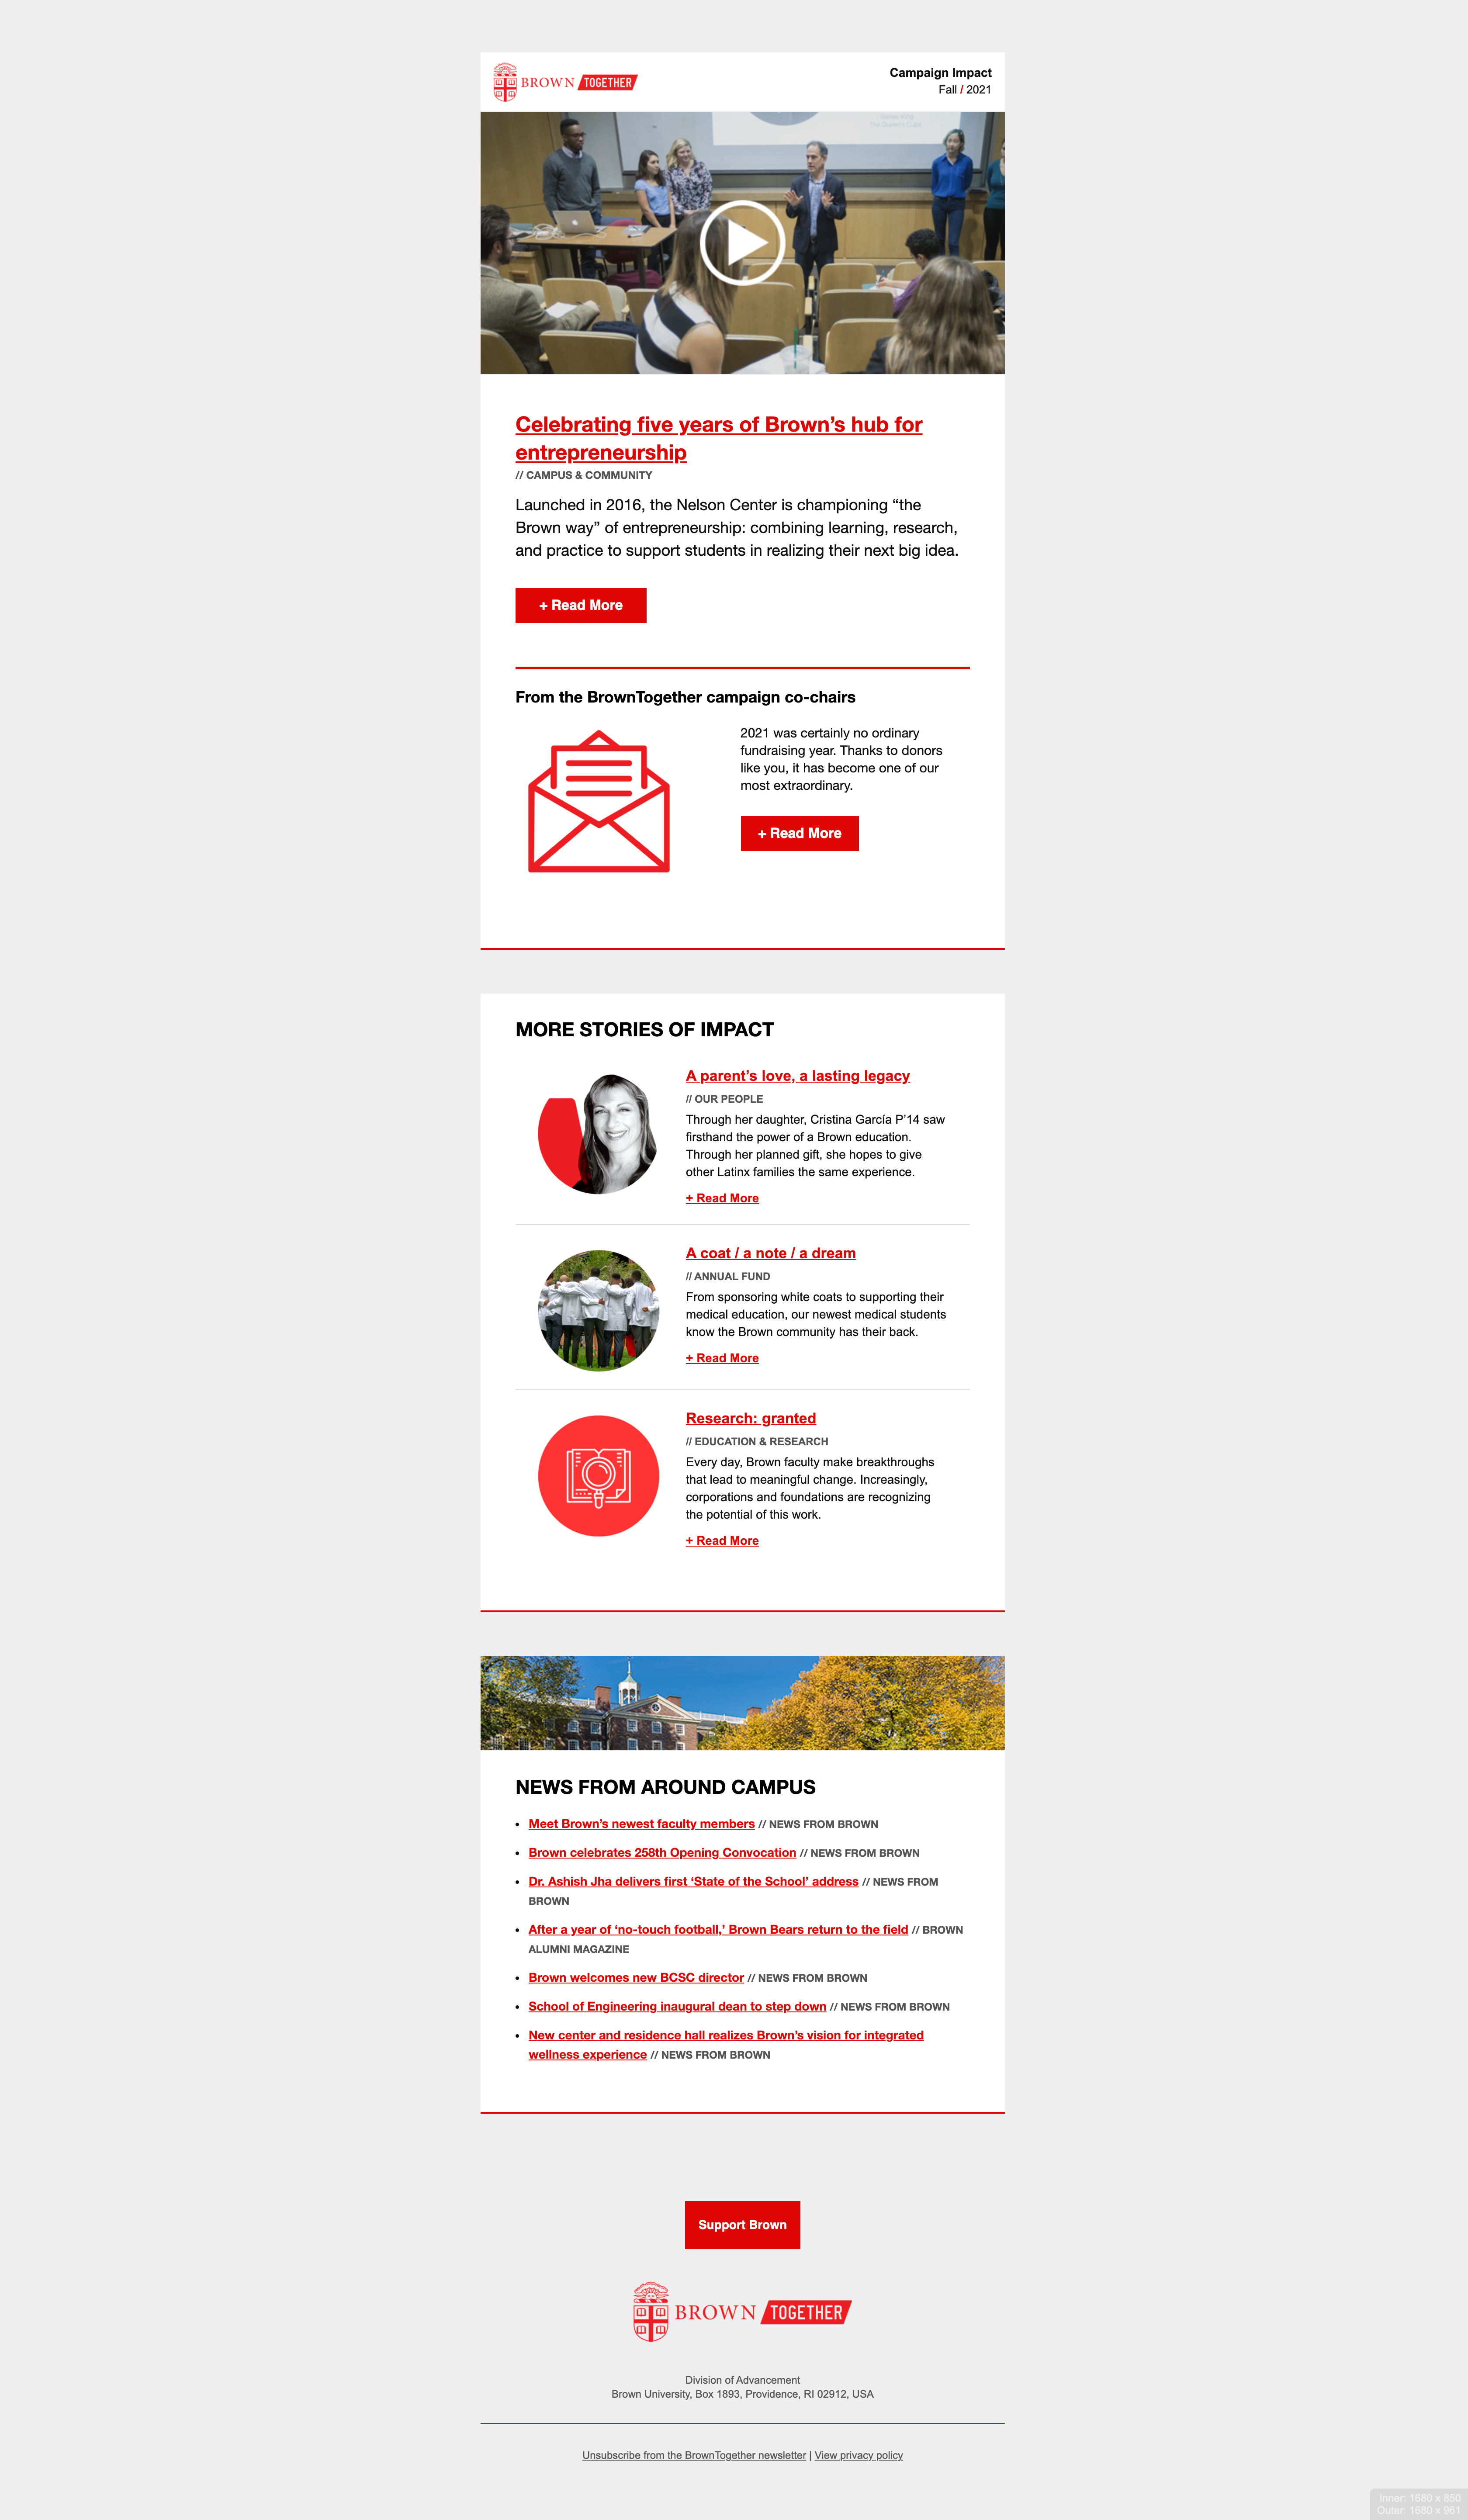 BROWN TOGETHER
Campaign Impact
Fall / 2021
Celebrating five years of Brown’s hub for
entrepreneurship
// CAMPUS & COMMUNITY
Launched in 2016, the Nelson Center is championing “the
Brown way” of entrepreneurship: combining learning, research,
and practice to support students in realizing their next big idea.
+ Read More
From the BrownTogether campaign co-chairs
2021 was certainly no ordinary
fundraising year. Thanks to donors
like you, it has become one of our
most extraordinary.
+ Read More
MORE STORIES OF IMPACT
A parent’s love, a lasting legacy
// OUR PEOPLE
Through her daughter, Cristina García P’14 saw
firsthand the power of a Brown education.
Through her planned gift, she hopes to give
other Latinx families the same experience.
+ Read More
A coat / a note / a dream
// ANNUAL FUND
From sponsoring white coats to supporting their
medical education, our newest medical students
know the Brown community has their back.
+ Read More
Research: granted
// EDUCATION & RESEARCH
Every day, Brown faculty make breakthroughs
that lead to meaningful change. Increasingly,
corporations and foundations are recognizing
the potential of this work.
+ Read More
NEWS FROM AROUND CAMPUS
• Meet Brown’s newest faculty members // NEWS FROM BROWN
• Brown celebrates 258th Opening Convocation // NEWS FROM BROWN
• Dr. Ashish Jha delivers first ‘State of the School’ address // NEWS FROM
BROWN
• After a year of ‘no-touch football,’ Brown Bears return to the field // BROWN
ALUMNI MAGAZINE
• Brown welcomes new BCSC director // NEWS FROM BROWN
• School of Engineering inaugural dean to step down // NEWS FROM BROWN
• New center and residence hall realizes Brown’s vision for integrated
wellness experience // NEWS FROM BROWN
Support Brown
BROWN TOGETHER
Division of Advancement
Brown University, Box 1893, Providence, RI 02912, USA
Unsubscribe from the BrownTogether newsletter | View privacy policy
Inner: 1680 x 850
Outer: 1680 x 961